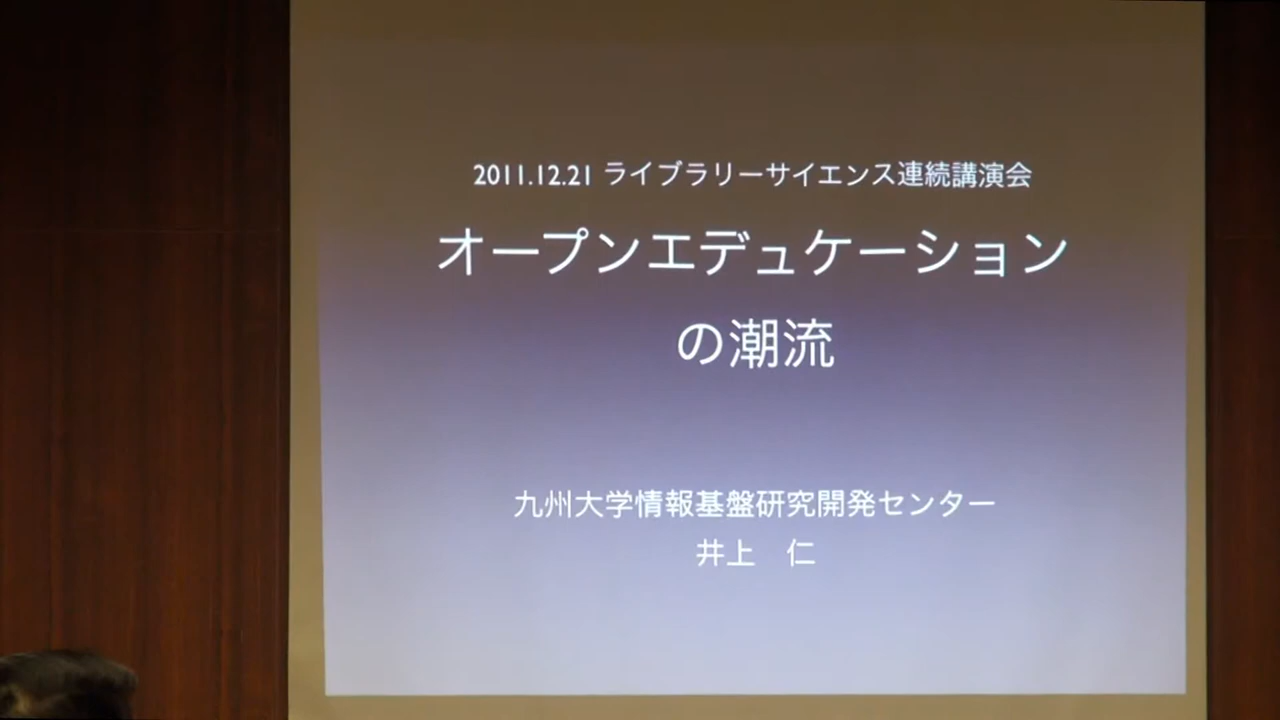 2011.12.21 ライブラリーサイエンス連続講演会
オープンエデュケーション
の潮流
九州大学情報基盤研究開発センター
井上　仁